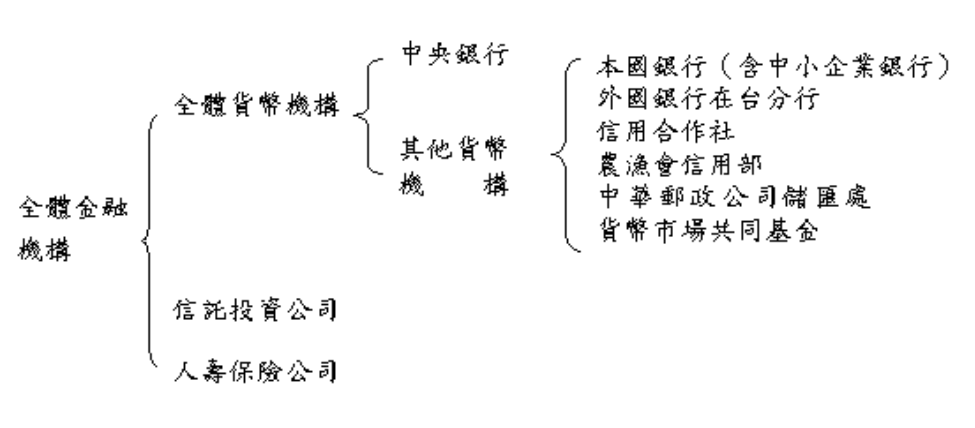 中央銀行
本國銀行（含中小企業銀行）
外國銀行在台分行
全體貨幣機構
信用合作社
其他貨幣
機構
農漁會信用部
中華郵政公司儲匯處
全體金融
機構
貨幣市場共同基金
信託投資公司
人壽保險公司